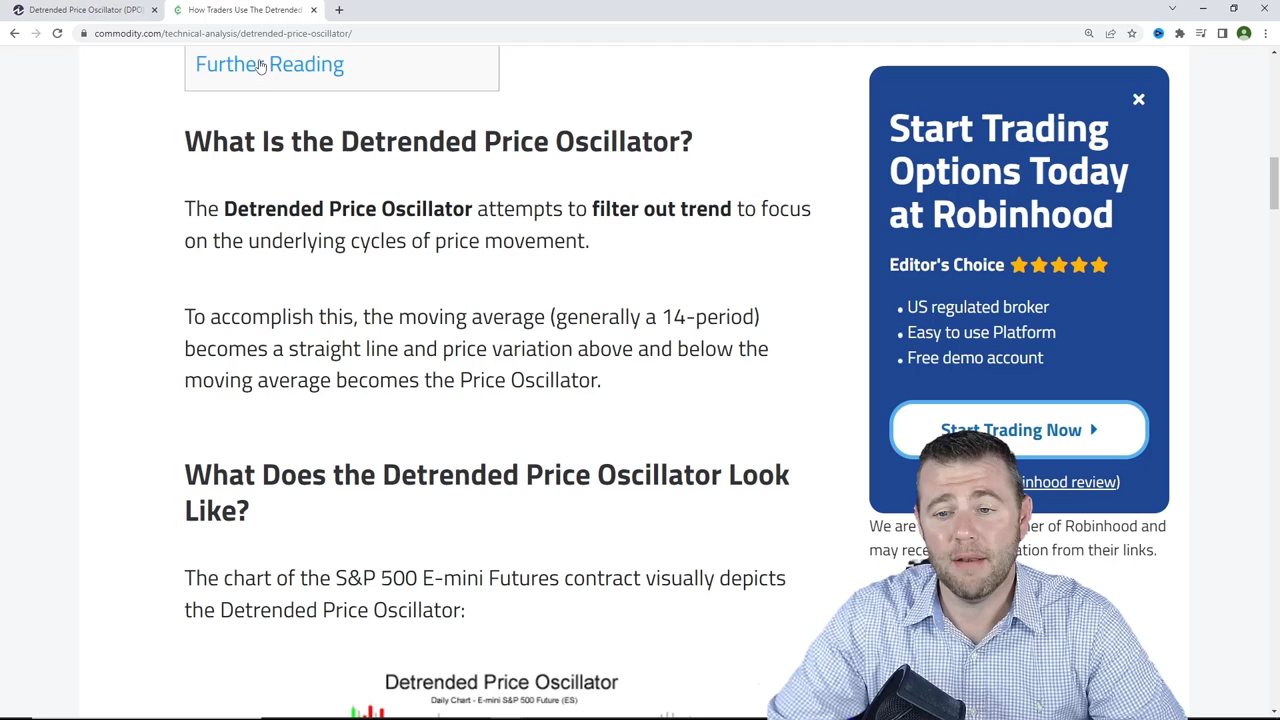 Detrended Price Oscillator (DPO)
How Traders Use The Detrended
commodity.com/technical-analysis/detrended-price-oscillator/
Further Reading
What Is the Detrended Price Oscillator?
The Detrended Price Oscillator attempts to filter out trend to focus
on the underlying cycles of price movement.
To accomplish this, the moving average (generally a 14-period)
becomes a straight line and price variation above and below the
moving average becomes the Price Oscillator.
What Does the Detrended Price Oscillator Look
Like?
The chart of the S&P 500 E-mini Futures contract visually depicts
the Detrended Price Oscillator:
Detrended Price Oscillator
Daily Chart - E-mini S&P 500 Future (ES)
Start Trading
Options Today
at Robinhood
Editor's Choice
• US regulated broker
• Easy to use Platform
• Free demo account
Start Trading Now
review)
We are of Robinhood and
may from their links.